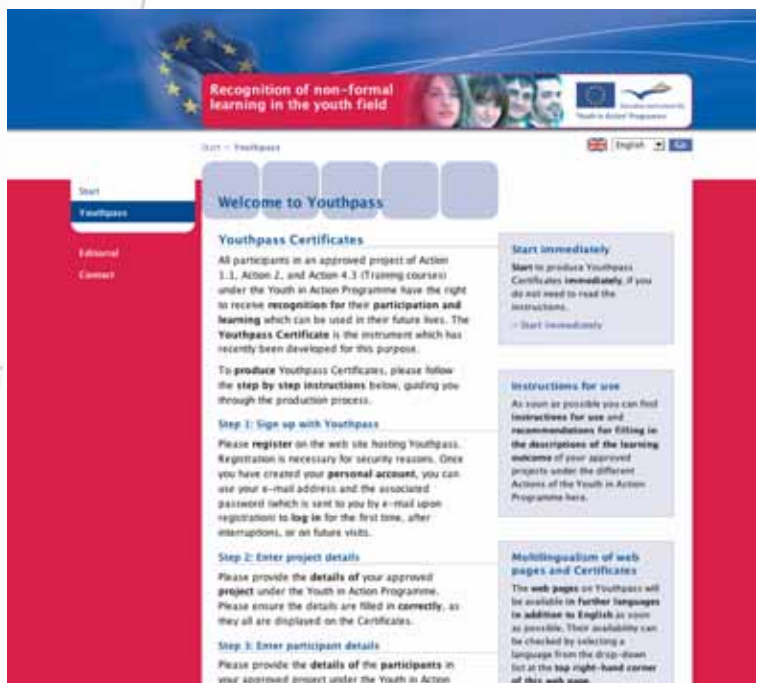 Recognition of non-formal
learning in the youth field
'Youth in Action' Programme
Start > Youthpass
English
Go
Start
Youthpass
Editorial
Contact
Welcome to Youthpass
Youthpass Certificates
All participants in an approved project of Action
1.1, Action 2, and Action 4.3 (Training courses)
under the Youth in Action Programme have the right
to receive recognition for their participation and
learning which can be used in their future lives. The
Youthpass Certificate is the instrument which has
recently been developed for this purpose.
To produce Youthpass Certificates, please follow
the step by step instructions below, guiding you
through the production process.
Step 1: Sign up with Youthpass
Please register on the web site hosting Youthpass.
Registration is necessary for security reasons. Once
you have created your personal account, you can
use your e-mail address and the associated
password (which is sent to you by e-mail upon
registration) to log in for the first time, after
interruptions, or on future visits.
Step 2: Enter project details
Please provide the details of your approved
project under the Youth in Action Programme.
Please ensure the details are filled in correctly, as
they all are displayed on the Certificates.
Step 3: Enter participant details
Please provide the details of the participants in
your approved project under the Youth in Action
Start immediately
Start to produce Youthpass
Certificates immediately, if you
do not need to read the
instructions.
> Start immediately
Instructions for use
As soon as possible you can find
instructions for use and
recommendations for filling in
the descriptions of the learning
outcome of your approved
projects under the different
Actions of the Youth in Action
Programme here.
Multilingualism of web
pages and Certificates
The web pages on Youthpass will
be available in further languages
in addition to English as soon
as possible. Their availability can
be checked by selecting a
language from the drop-down
list at the top right-hand corner
of this web page.